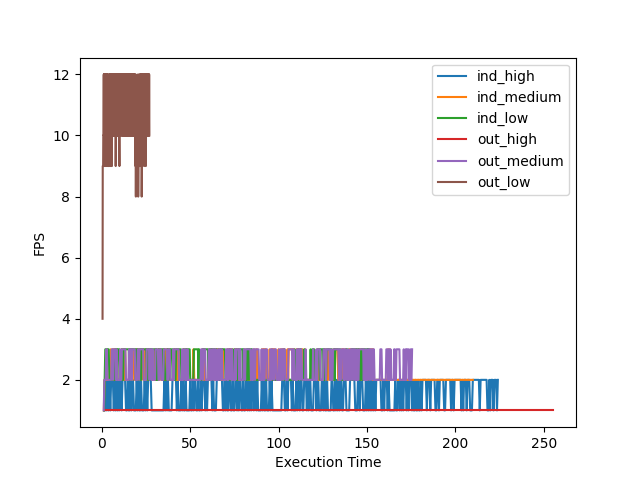 12
10
8
6
4
2
FPS
0
50
100
150
200
250
Execution Time
ind_high
ind_medium
ind_low
out_high
out_medium
out_low